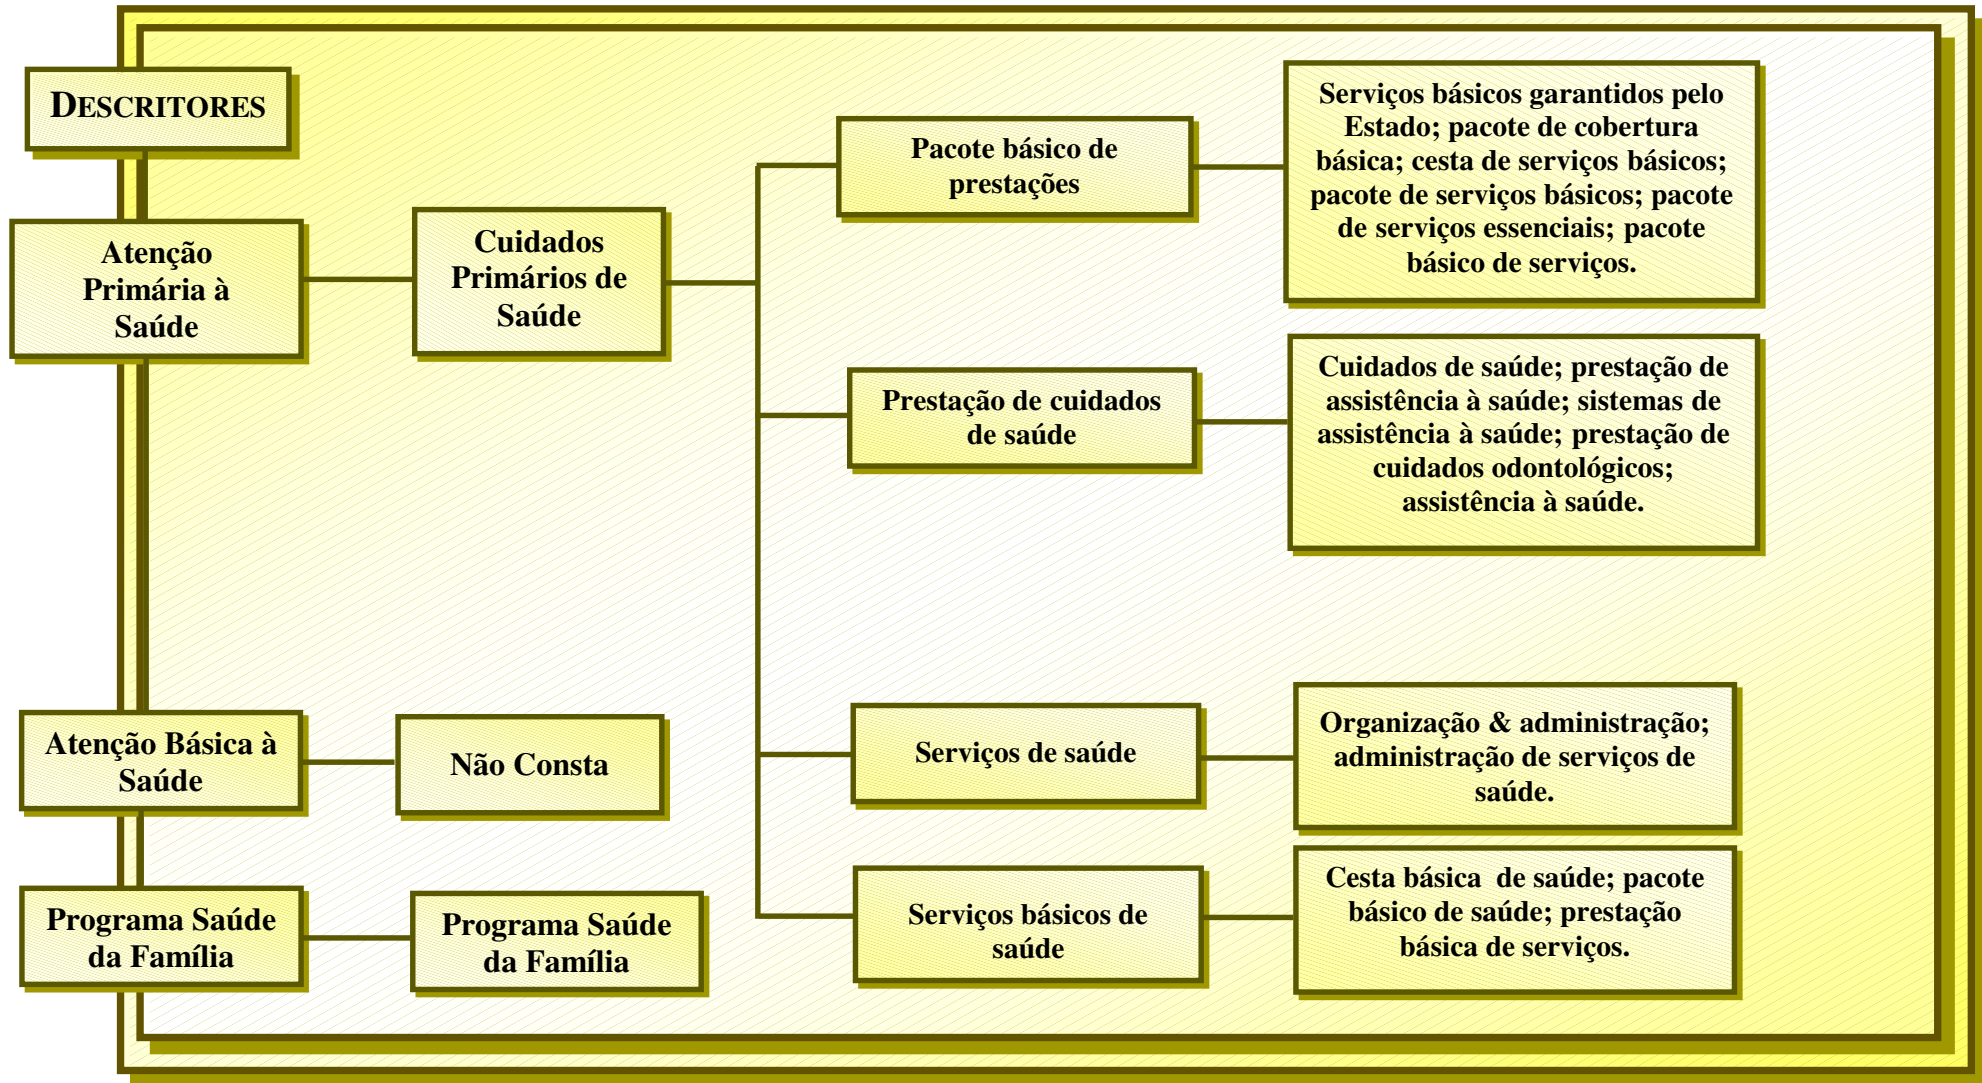 DESCRITORES
Atenção
Primária à
Saúde
Cuidados
Primários de
Saúde
Pacote básico de
prestações
Serviços básicos garantidos pelo
Estado; pacote de cobertura
básica; cesta de serviços básicos;
pacote de serviços básicos; pacote
de serviços essenciais; pacote
básico de serviços.
Prestação de cuidados
de saúde
Cuidados de saúde; prestação de
assistência à saúde; sistemas de
assistência à saúde; prestação de
cuidados odontológicos;
assistência à saúde.
Serviços de saúde
Organização & administração;
administração de serviços de
saúde.
Serviços básicos de
saúde
Cesta básica  de saúde; pacote
básico de saúde; prestação
básica de serviços.
Atenção Básica à
Saúde
Não Consta
Programa Saúde
da Família
Programa Saúde
da Família